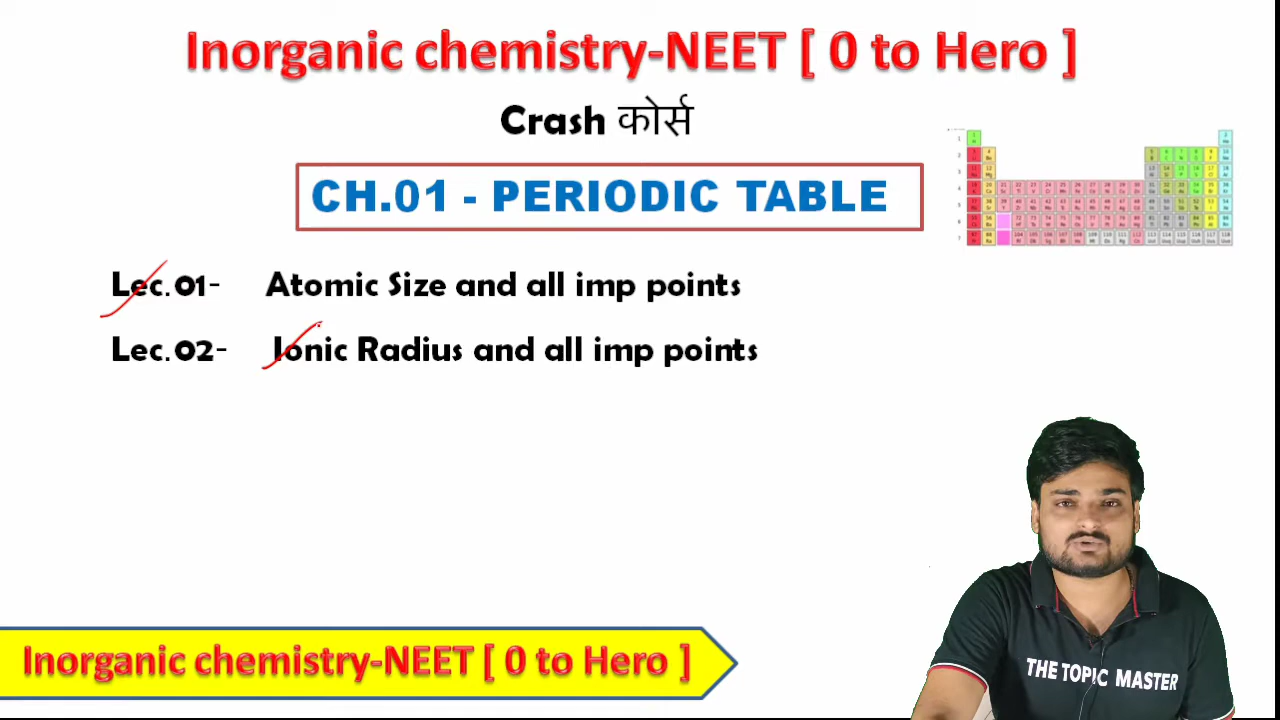 Inorganic chemistry-NEET [ 0 to Hero ]
Crash कोर्स
CH.01 - PERIODIC TABLE
Lec.01- Atomic Size and all imp points
Lec.02- Ionic Radius and all imp points
THE TOPIC MASTER
Inorganic chemistry-NEET [ 0 to Hero ]